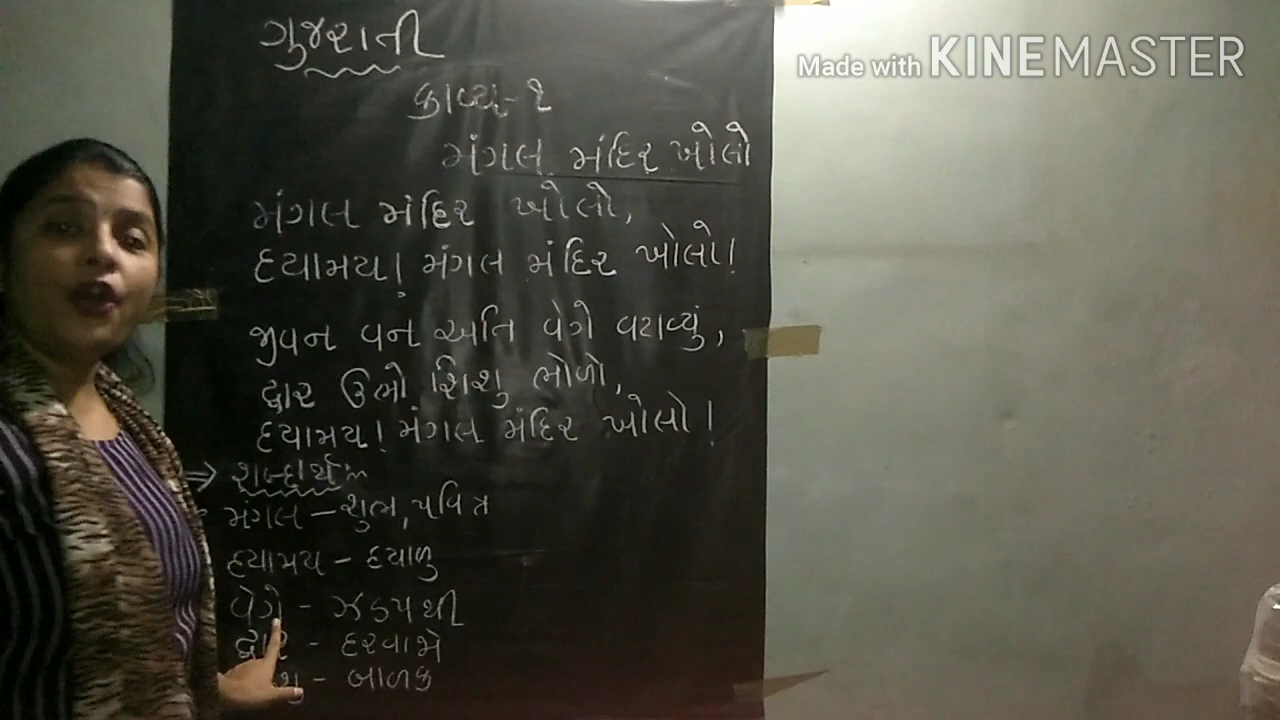 Made with KINEMASTER
ગુજરાતી
કાવ્ય-૧
મંગલ મંદિર ખોલો
મંગલ મંદિર ખોલો,
દયામય! મંગલ મંદિર ખોલો!
જીવન વન અતિ વેગે વટાવ્યું,
દ્વાર ઉભો શિશુ ભોળો,
દયામય! મંગલ મંદિર ખોલો!
⇒ શબ્દાર્થ:
મંગલ - શુભ, પવિત્ર
દયામય - દયાળુ
વેગે - ઝડપથી
દ્વાર - દરવાજો
શુ - બાળક